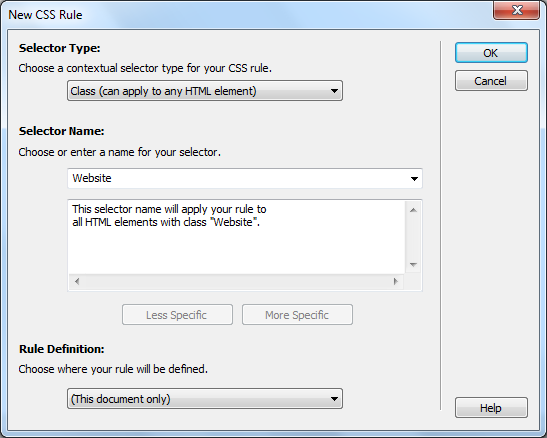 New CSS Rule
Selector Type:
Choose a contextual selector type for your CSS rule.
Class (can apply to any HTML element)
Selector Name:
Choose or enter a name for your selector.
Website
This selector name will apply your rule to
all HTML elements with class "Website".
Less Specific
More Specific
Rule Definition:
Choose where your rule will be defined.
(This document only)
OK
Cancel
Help